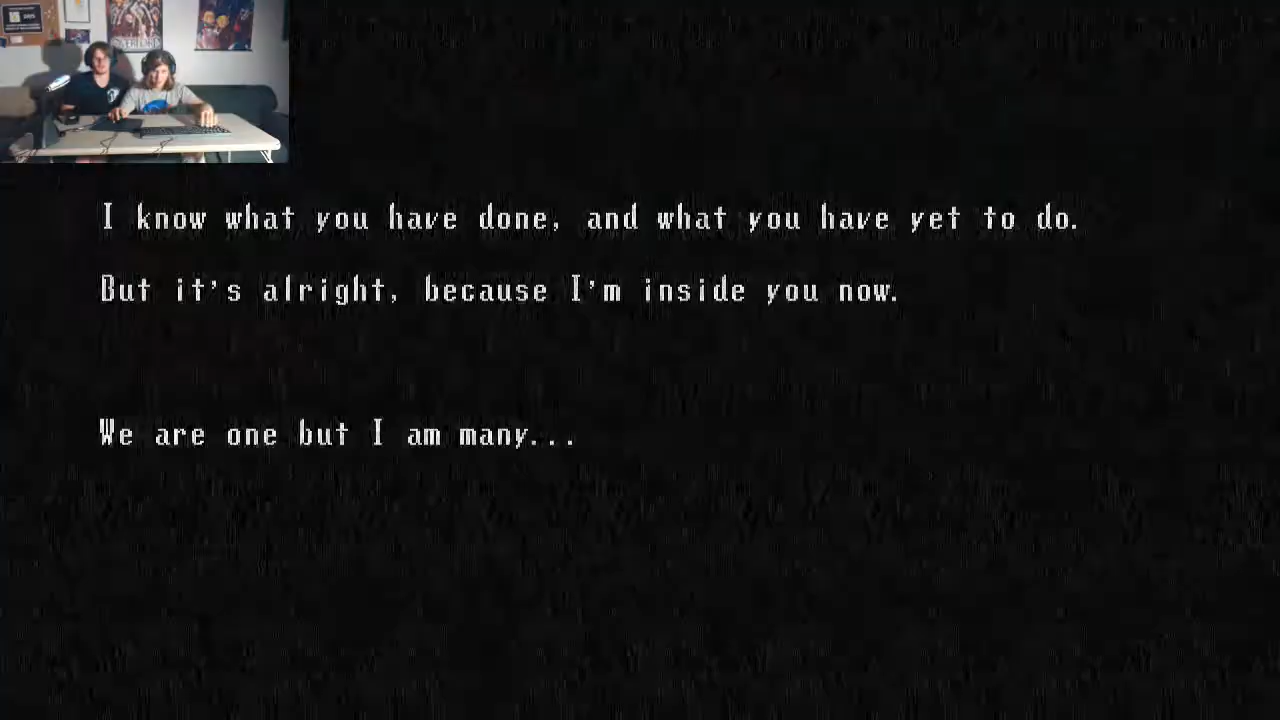 I know what you have done, and what you have yet to do.
But it's alright, because I'm inside you now.
We are one but I am many...